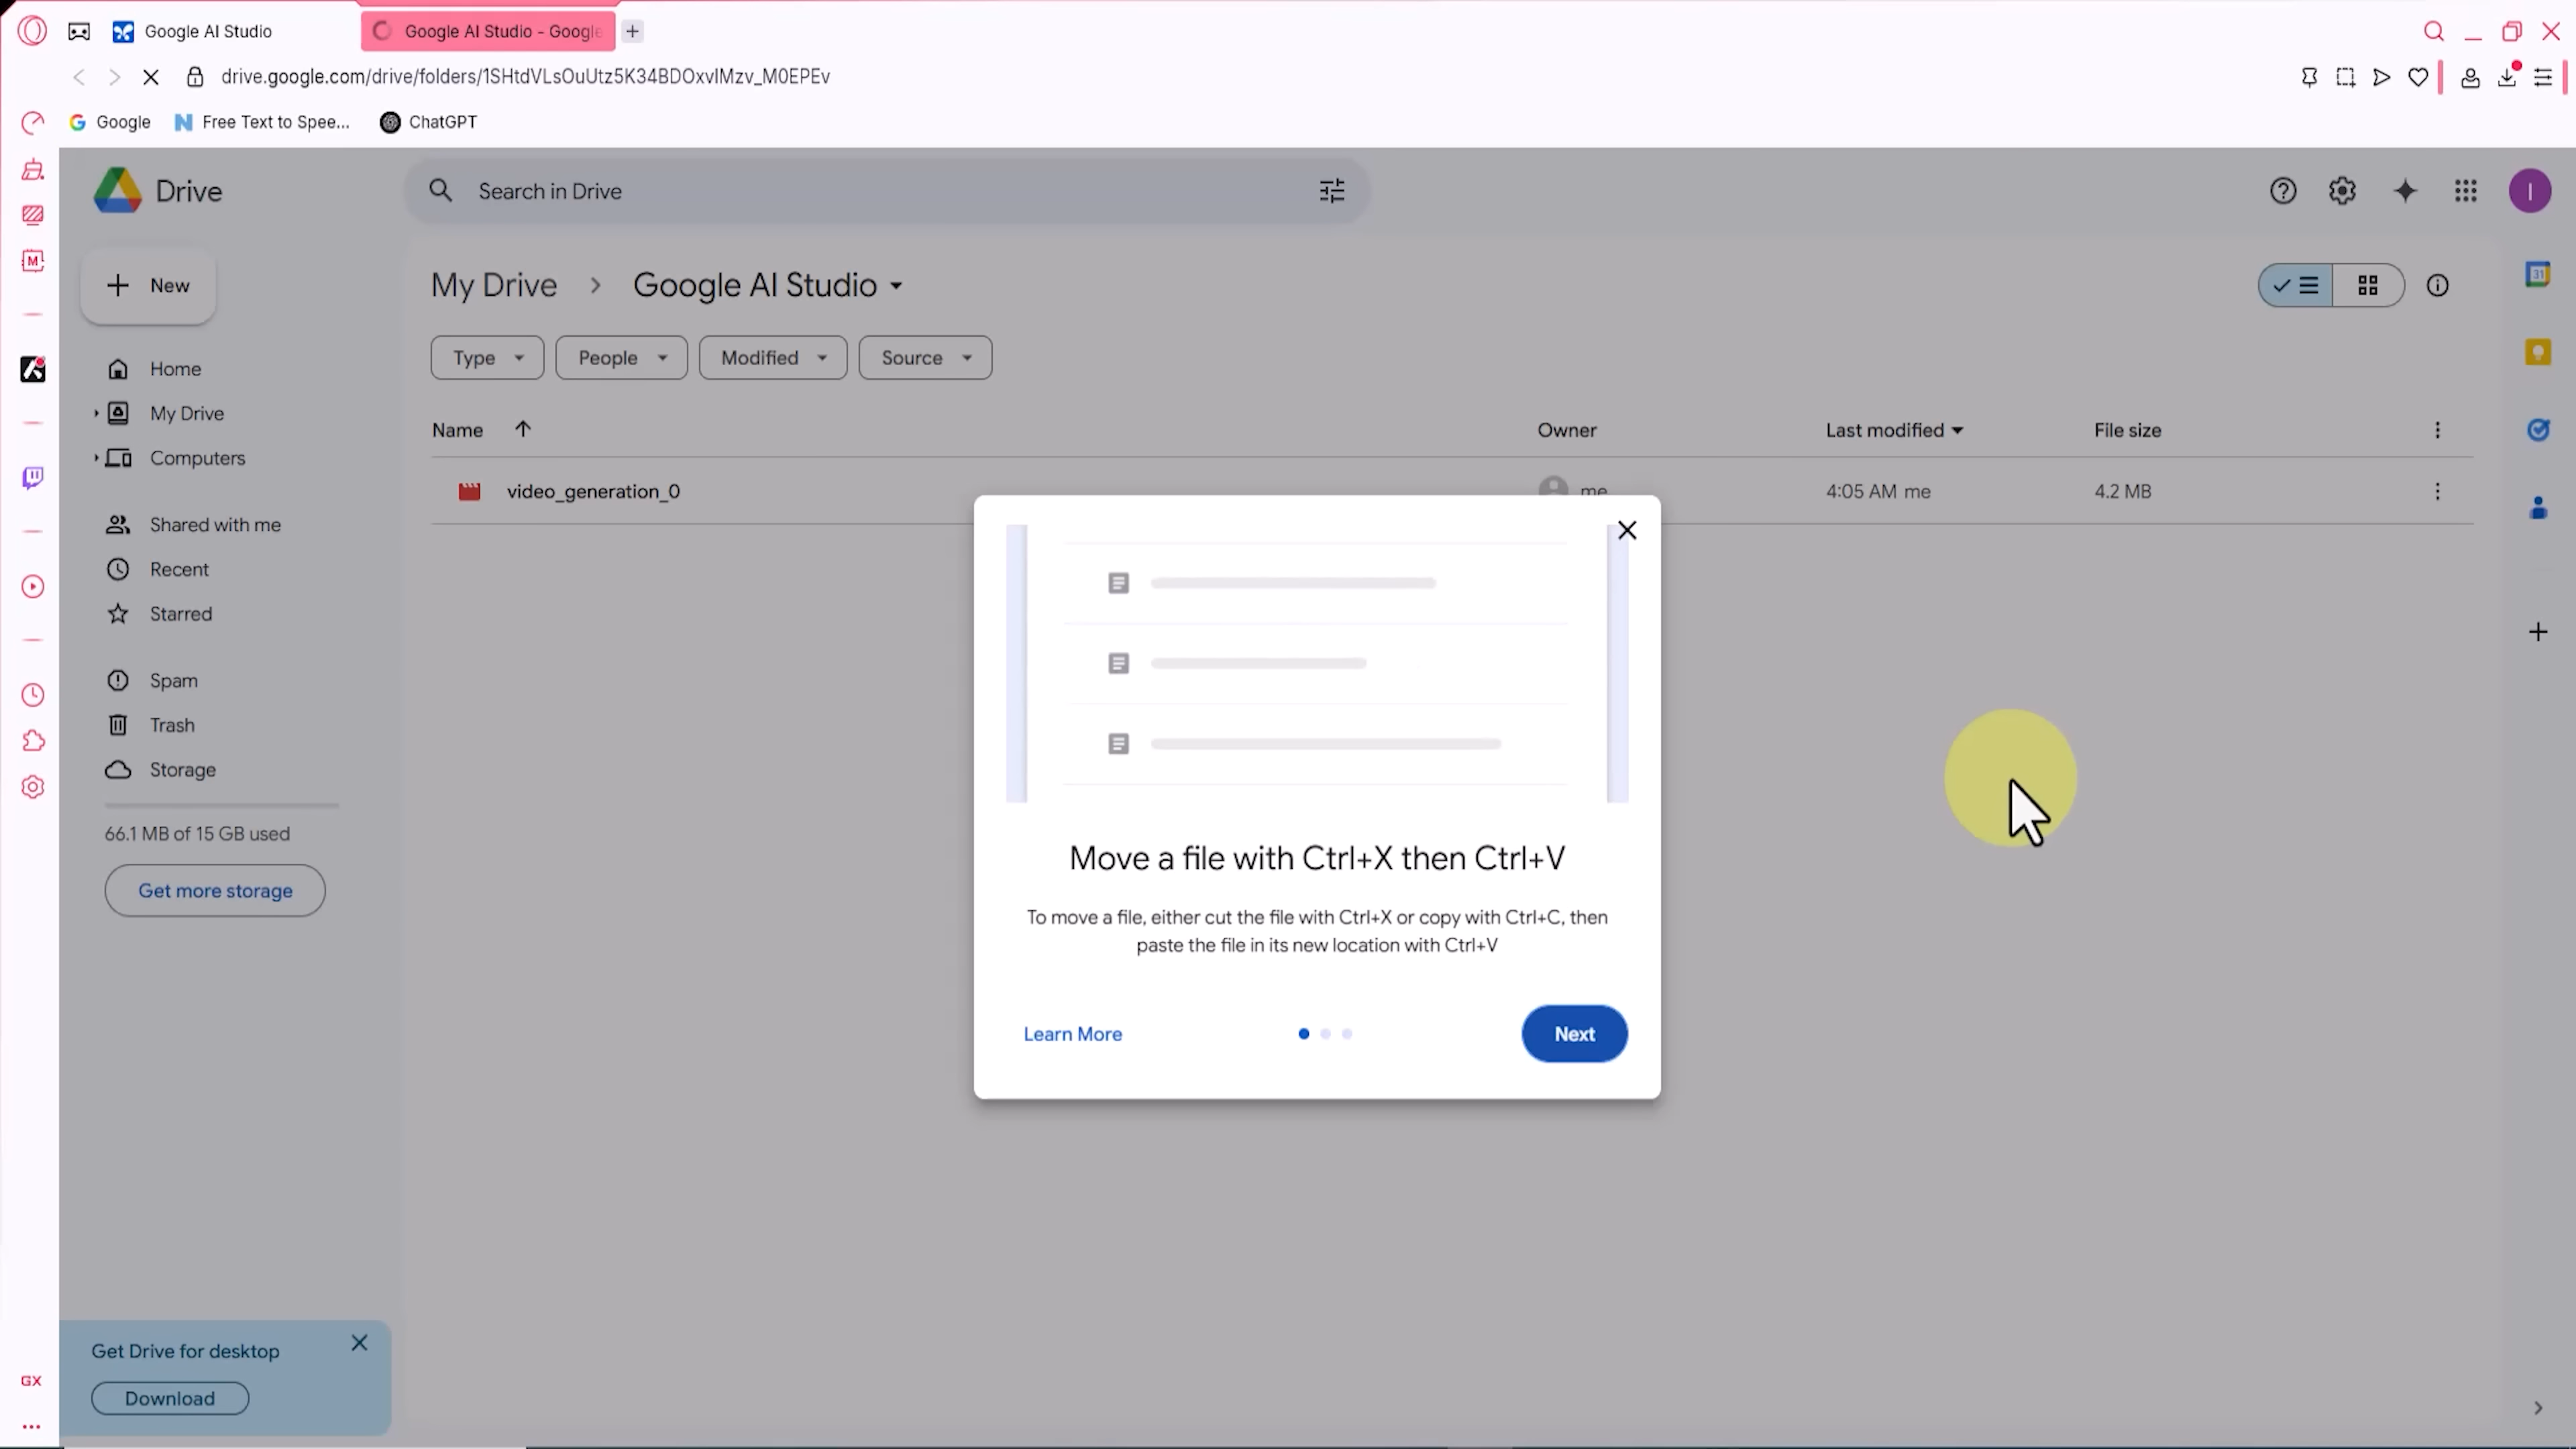 Google AI Studio
Google AI Studio - Google
drive.google.com/drive/folders/1SHtdVLsOuUtz5K34BDOxvIMzv_M0EPEv
Google
Free Text to Spee...
ChatGPT
Drive
Search in Drive
I
New
My Drive
Google AI Studio
31
Type
People
Modified
Source
Home
My Drive
Computers
Name
Owner
Last modified
File size
video_generation_0
me
4:05 AM me
4.2 MB
Shared with me
Recent
Starred
Spam
Trash
Storage
66.1 MB of 15 GB used
Get more storage
Move a file with Ctrl+X then Ctrl+V
To move a file, either cut the file with Ctrl+X or copy with Ctrl+C, then
paste the file in its new location with Ctrl+V
Learn More
Next
Get Drive for desktop
Download
GX